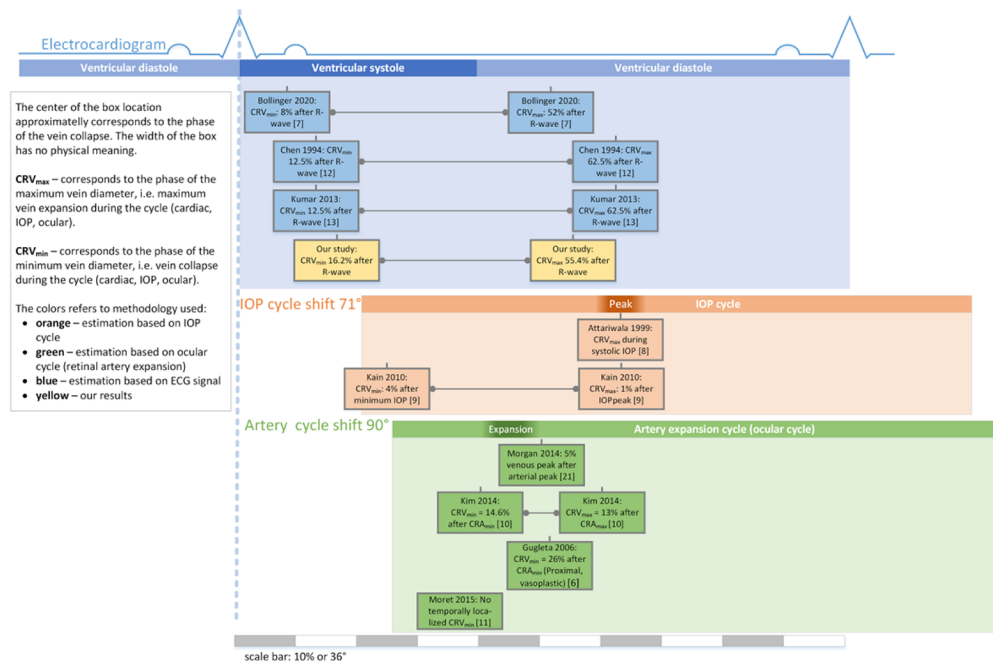 Electrocardiogram
Ventricular diastole
Ventricular systole
Ventricular diastole
The center of the box location
approximatelly corresponds to the phase
of the vein collapse. The width of the box
has no physical meaning.
CRVmax – corresponds to the phase of the
maximum vein diameter, i.e. maximum
vein expansion during the cycle (cardiac,
IOP, ocular).
CRVmin – corresponds to the phase of the
minimum vein diameter, i.e. vein collapse
during the cycle (cardiac, IOP, ocular).
The colors refers to methodology used:
• orange – estimation based on IOP
cycle
• green – estimation based on ocular
cycle (retinal artery expansion)
• blue – estimation based on ECG signal
• yellow – our results
Bollinger 2020:
CRVmin: 8% after R-
wave [7]
Bollinger 2020:
CRVmax: 52% after R-
wave [7]
Chen 1994: CRVmin
12.5% after R-
wave [12]
Chen 1994: CRVmax
62.5% after R-
wave [12]
Kumar 2013:
CRVmin 12.5% after
R-wave [13]
Kumar 2013:
CRVmax 62.5% after
R-wave [13]
Our study:
CRVmin 16.2% after
R-wave
Our study:
CRVmax 55.4% after
R-wave
IOP cycle shift 71°
Peak
IOP cycle
Attariwala 1999:
CRVmax during
systolic IOP [8]
Kain 2010:
CRVmin: 4% after
minimum IOP [9]
Kain 2010:
CRVmax: 1% after
IOPpeak [9]
Artery cycle shift 90°
Expansion
Artery expansion cycle (ocular cycle)
Morgan 2014: 5%
venous peak after
arterial peak [21]
Kim 2014:
CRVmin = 14.6%
after CRAmin [10]
Kim 2014:
CRVmax = 13% after
CRAmax [10]
Gugleta 2006:
CRVmin = 26% after
CRAmin (Proximal,
vasoplastic) [6]
Moret 2015: No
temporally loca-
lized CRVmin [11]
scale bar: 10% or 36°